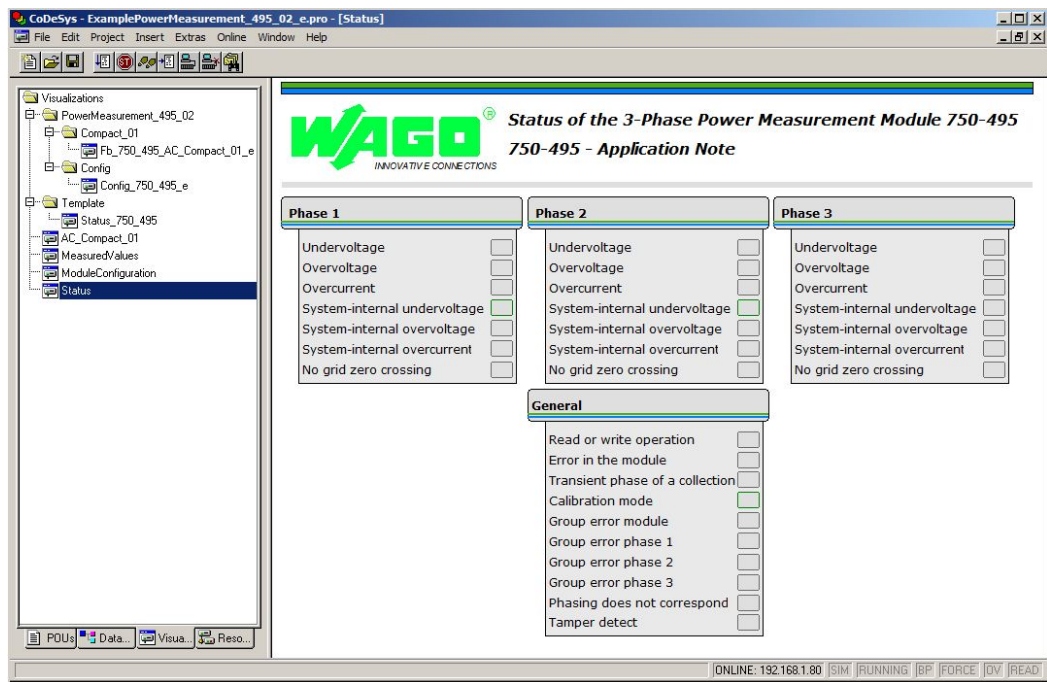 CoDeSys - ExamplePowerMeasurement_495_02_e.pro - [Status]
File Edit Project Insert Extras Online Window Help
Visualizations
PowerMeasurement_495_02
Compact_01
Fb_750_495_AC_Compact_01_e
Config
Config_750_495_e
Template
Status_750_495
AC_Compact_01
MeasuredValues
ModuleConfiguration
Status
POUs Data... Visua... Reso...
WAGO ®
INNOVATIVE CONNECTIONS
Status of the 3-Phase Power Measurement Module 750-495
750-495 - Application Note
Phase 1
Undervoltage
Overvoltage
Overcurrent
System-internal undervoltage
System-internal overvoltage
System-internal overcurrent
No grid zero crossing
Phase 2
Undervoltage
Overvoltage
Overcurrent
System-internal undervoltage
System-internal overvoltage
System-internal overcurrent
No grid zero crossing
Phase 3
Undervoltage
Overvoltage
Overcurrent
System-internal undervoltage
System-internal overvoltage
System-internal overcurrent
No grid zero crossing
General
Read or write operation
Error in the module
Transient phase of a collection
Calibration mode
Group error module
Group error phase 1
Group error phase 2
Group error phase 3
Phasing does not correspond
Tamper detect
ONLINE: 192.168.1.80 SIM RUNNING BP FORCE OV READ